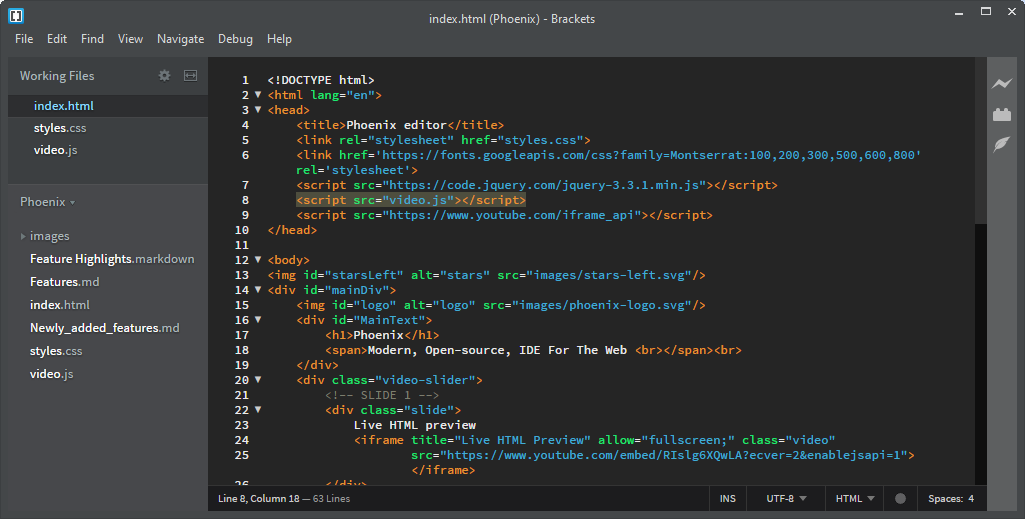 index.html (Phoenix) - Brackets
File Edit Find View Navigate Debug Help
Working Files
index.html
styles.css
video.js
Phoenix
images
Feature Highlights.markdown
Features.md
index.html
Newly_added_features.md
styles.css
video.js
1 <!DOCTYPE html>
2 <html lang="en">
3 <head>
4 <title>Phoenix editor</title>
5 <link rel="stylesheet" href="styles.css">
6 <link href='https://fonts.googleapis.com/css?family=Montserrat:100,200,300,500,600,800'
rel='stylesheet'>
7 <script src="https://code.jquery.com/jquery-3.3.1.min.js"></script>
8 <script src="video.js"></script>
9 <script src="https://www.youtube.com/iframe_api"></script>
10 </head>
11
12 <body>
13 <img id="starsLeft" alt="stars" src="images/stars-left.svg"/>
14 <div id="mainDiv">
15 <img id="logo" alt="logo" src="images/phoenix-logo.svg"/>
16 <div id="MainText">
17 <h1>Phoenix</h1>
18 <span>Modern, Open-source, IDE For The Web <br></span><br>
19 </div>
20 <div class="video-slider">
21 <!-- SLIDE 1 -->
22 <div class="slide">
23 Live HTML preview
24 <iframe title="Live HTML Preview" allow="fullscreen;" class="video"
25 src="https://www.youtube.com/embed/RIslg6XQwLA?ecver=2&enablejsapi=1">
</iframe>
26 </div>
Line 8, Column 18 — 63 Lines
INS UTF-8 HTML Spaces: 4